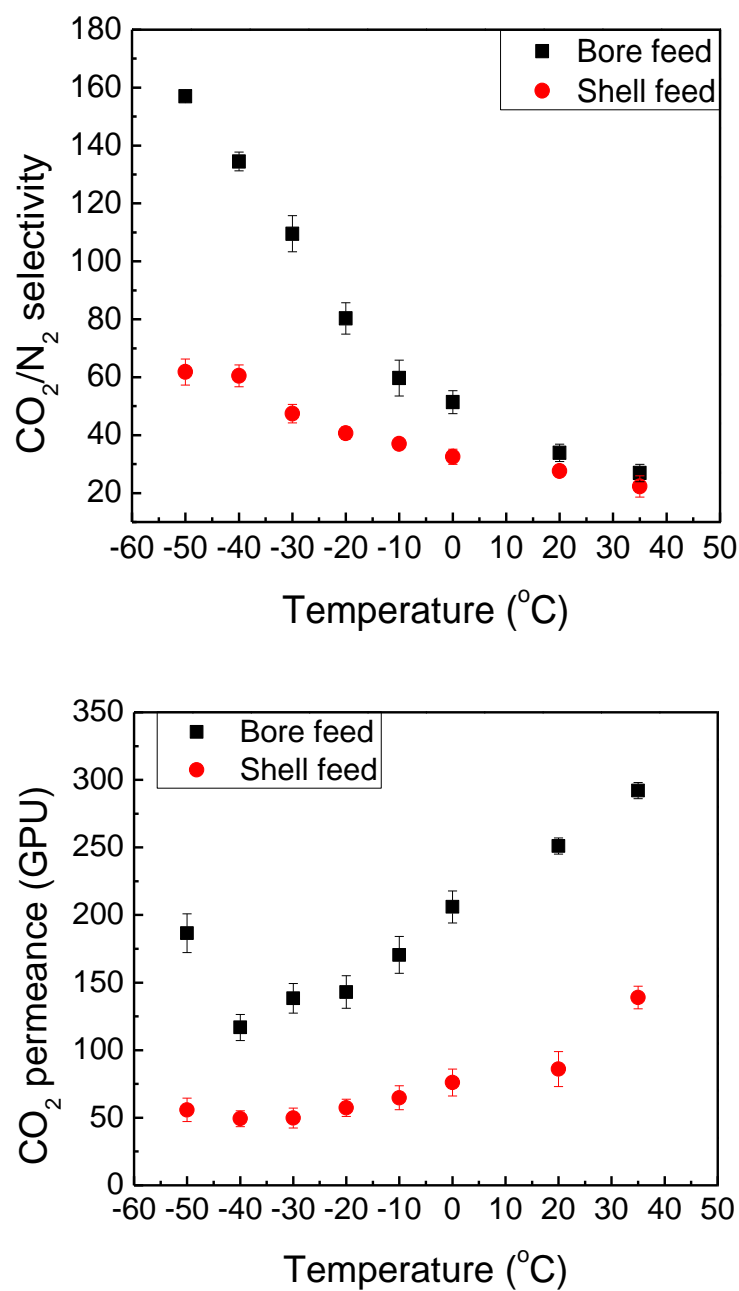 180
160
140
120
100
80
60
40
20
CO₂/N₂ selectivity
Bore feed
Shell feed
-60 -50 -40 -30 -20 -10 0 10 20 30 40 50
Temperature (°C)
350
300
250
200
150
100
50
0
CO₂ permeance (GPU)
Bore feed
Shell feed
-60 -50 -40 -30 -20 -10 0 10 20 30 40 50
Temperature (°C)